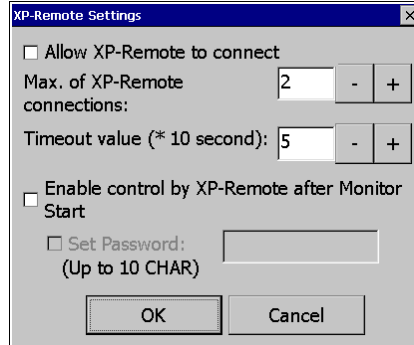 XP-Remote Settings
Allow XP-Remote to connect
Max. of XP-Remote
connections:
2
-
+
Timeout value (* 10 second):
5
-
+
Enable control by XP-Remote after Monitor
Start
Set Password:
(Up to 10 CHAR)
OK
Cancel